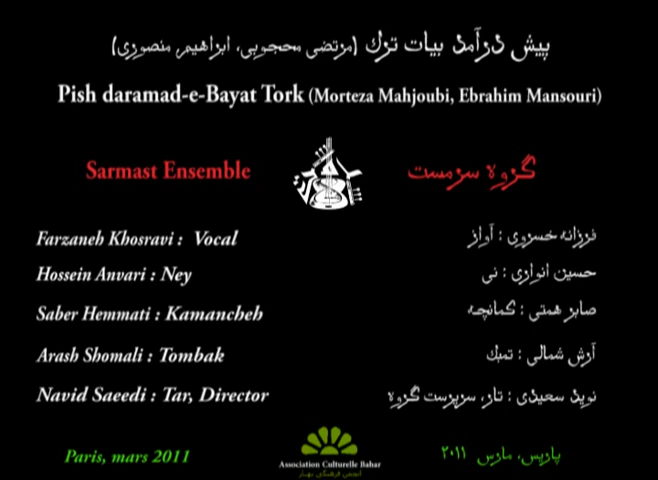 پیش درآمد بیات ترک (مرتضی محجوبی، ابراهیم منصوری)
Pish daramad-e-Bayat Tork (Morteza Mahjoubi, Ebrahim Mansouri)
Sarmast Ensemble گروه سرمست
Farzaneh Khosravi : Vocal فرزانه خسروی : آواز
Hossein Anvari : Ney حسین انواری : نی
Saber Hemmati : Kamancheh صابر همتی : کمانچه
Arash Shomali : Tombak آرش شمالی : تمبک
Navid Saeedi : Tar, Director نوید سعیدی : تار، سرپرست گروه
Paris, mars 2011 پاریس، مارس ۲۰۱۱
Association Culturelle Bahar
انجمن فرهنگی بهار